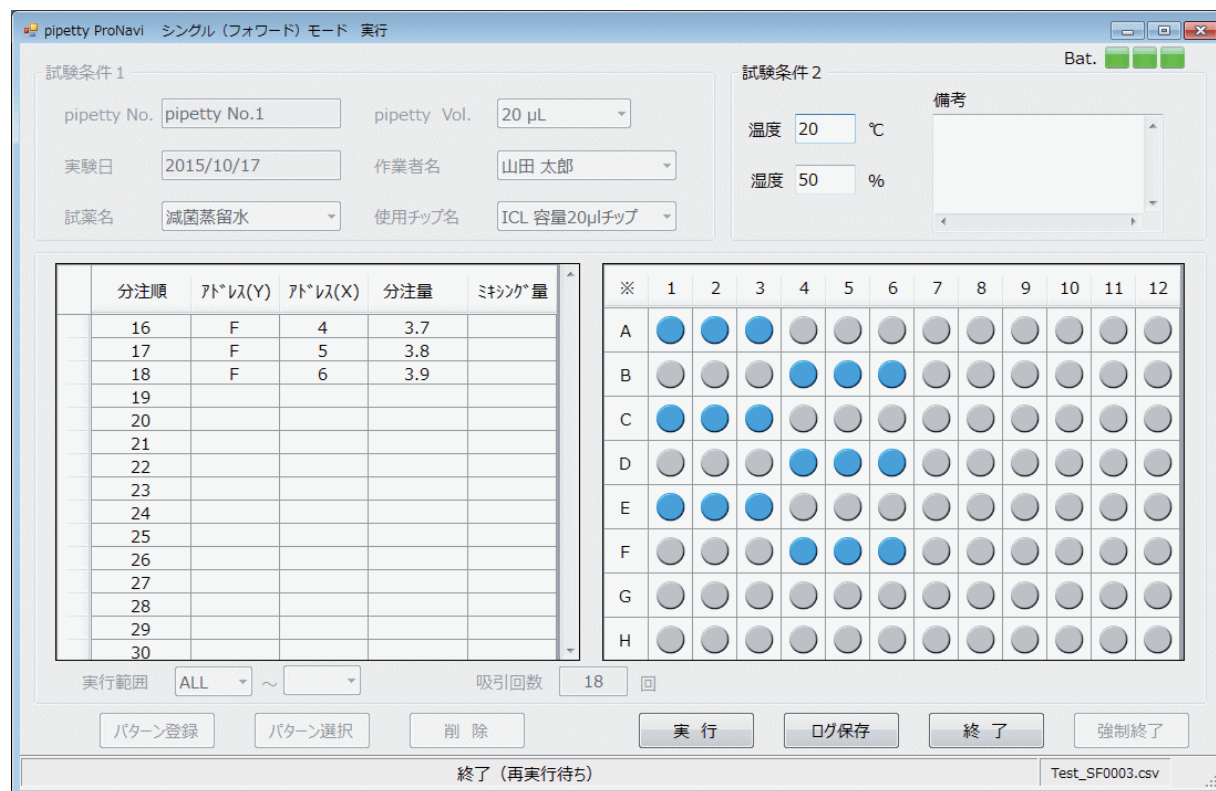 pipetty ProNavi シングル（フォワード）モード 実行
Bat.
試験条件１
pipetty No. pipetty No.1 pipetty Vol. 20 μL
実験日 2015/10/17 作業者名 山田 太郎
試薬名 滅菌蒸留水 使用チップ名 ICL 容量20μlチップ
試験条件２
備考
温度 20 ℃
湿度 50 %
分注順 ｱﾄﾞﾚｽ(Y) ｱﾄﾞﾚｽ(X) 分注量 ﾐｷｼﾝｸﾞ量
16 F 4 3.7
17 F 5 3.8
18 F 6 3.9
19
20
21
22
23
24
25
26
27
28
29
30
※ 1 2 3 4 5 6 7 8 9 10 11 12
A
B
C
D
E
F
G
H
実行範囲 ALL ～ 吸引回数 18 回
パターン登録 パターン選択 削 除 実 行 ログ保存 終 了 強制終了
終了（再実行待ち） Test_SF0003.csv